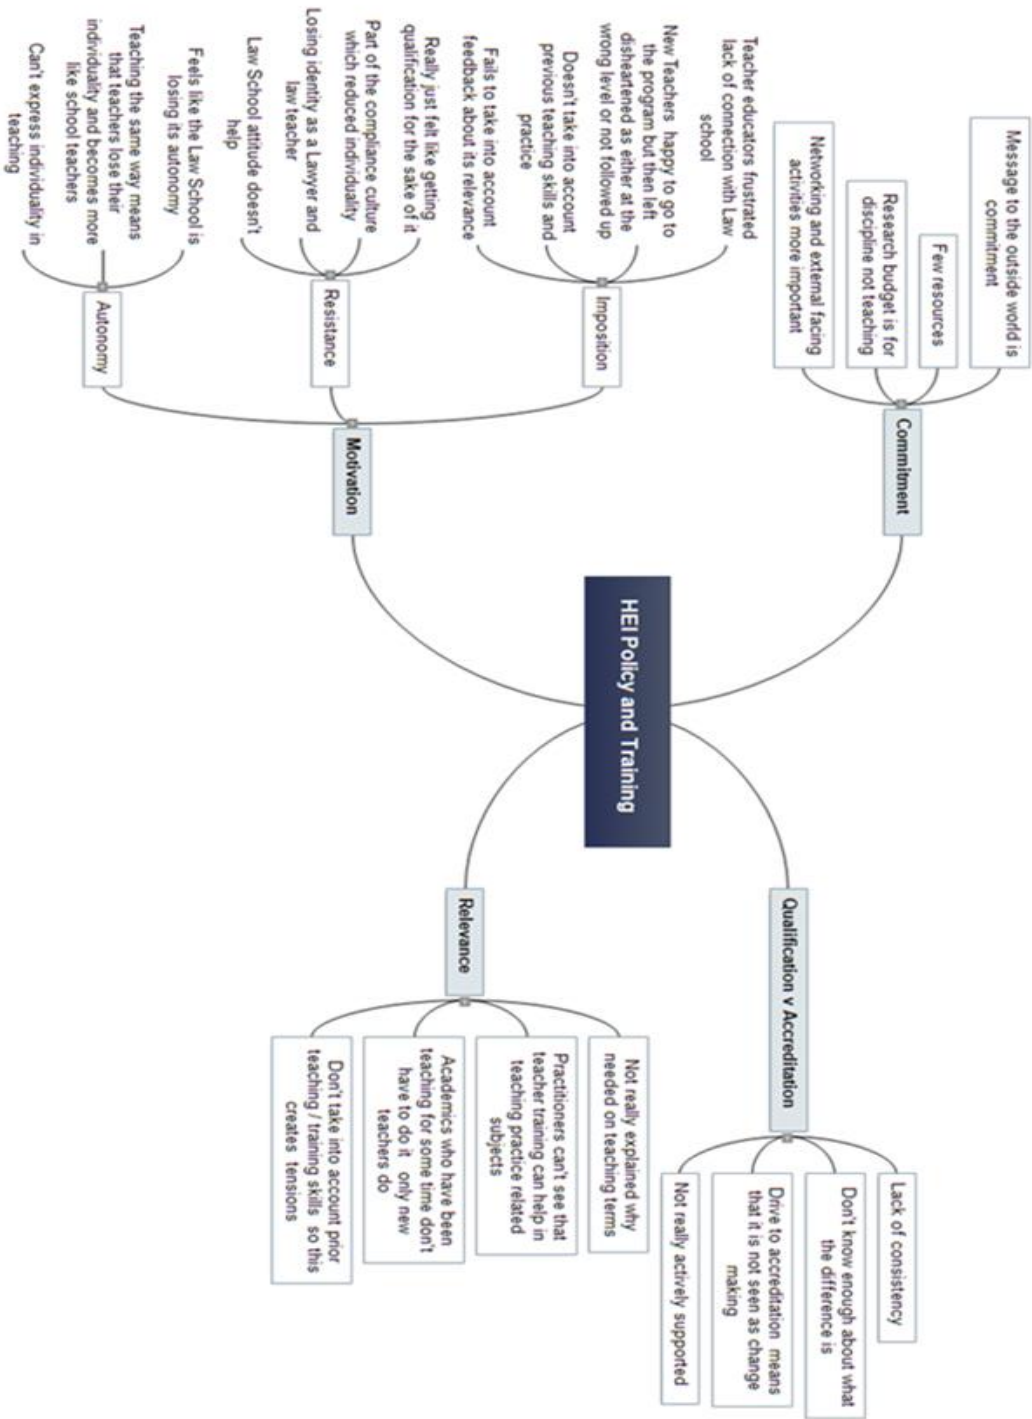 HEI Policy and Training
Commitment
Message to the outside world is
commitment
Few resources
Research budget is for
discipline not teaching
Networking and external facing
activities more important
Motivation
Imposition
Teacher educators frustrated
lack of connection with Law
school
New Teachers happy to go to
the program but then left
disheartened as either at the
wrong level or not followed up
Doesn't take into account
previous teaching skills and
practice
Fails to take into account
feedback about its relevance
Resistance
Really just felt like getting
qualification for the sake of it
Part of the compliance culture
which reduced individuality
Losing identity as a Lawyer and
law teacher
Law School attitude doesn't
help
Autonomy
Feels like the Law School is
losing its autonomy
Teaching the same way means
that teachers lose their
individuality and becomes more
like school teachers
Can't express individuality in
teaching
Qualification v Accreditation
Lack of consistency
Don't know enough about what
the difference is
Drive to accreditation means
that it is not seen as change
making
Not really actively supported
Relevance
Not really explained why
needed on teaching terms
Practitioners can't see that
teacher training can help in
teaching practice related
subjects
Academics who have been
teaching for some time don't
have to do it only new
teachers do
Don't take into account prior
teaching / training skills so this
creates tensions